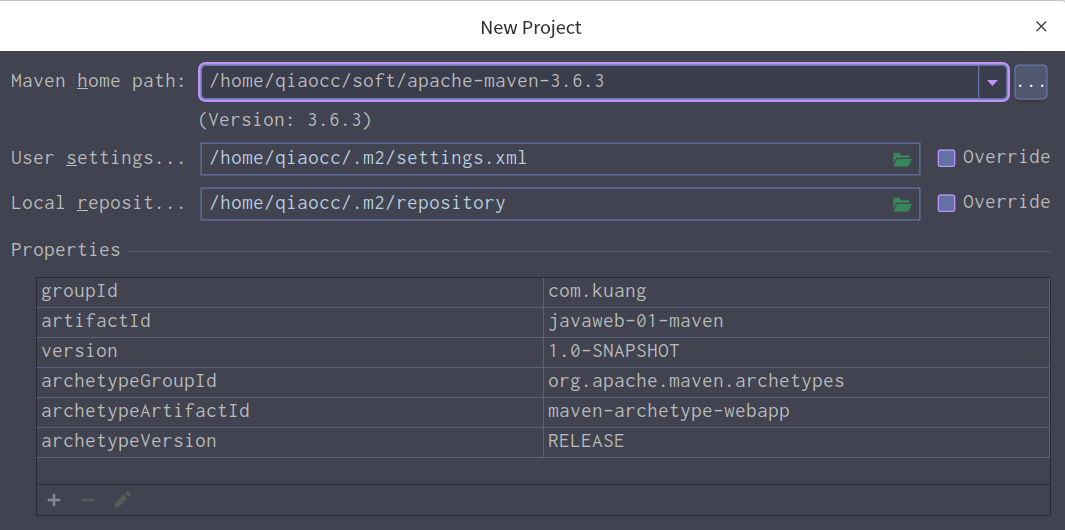 New Project
Maven home path: /home/qiaocc/soft/apache-maven-3.6.3 ...
(Version: 3.6.3)
User settings... /home/qiaocc/.m2/settings.xml Override
Local reposit... /home/qiaocc/.m2/repository Override
Properties
groupId com.kuang
artifactId javaweb-01-maven
version 1.0-SNAPSHOT
archetypeGroupId org.apache.maven.archetypes
archetypeArtifactId maven-archetype-webapp
archetypeVersion RELEASE